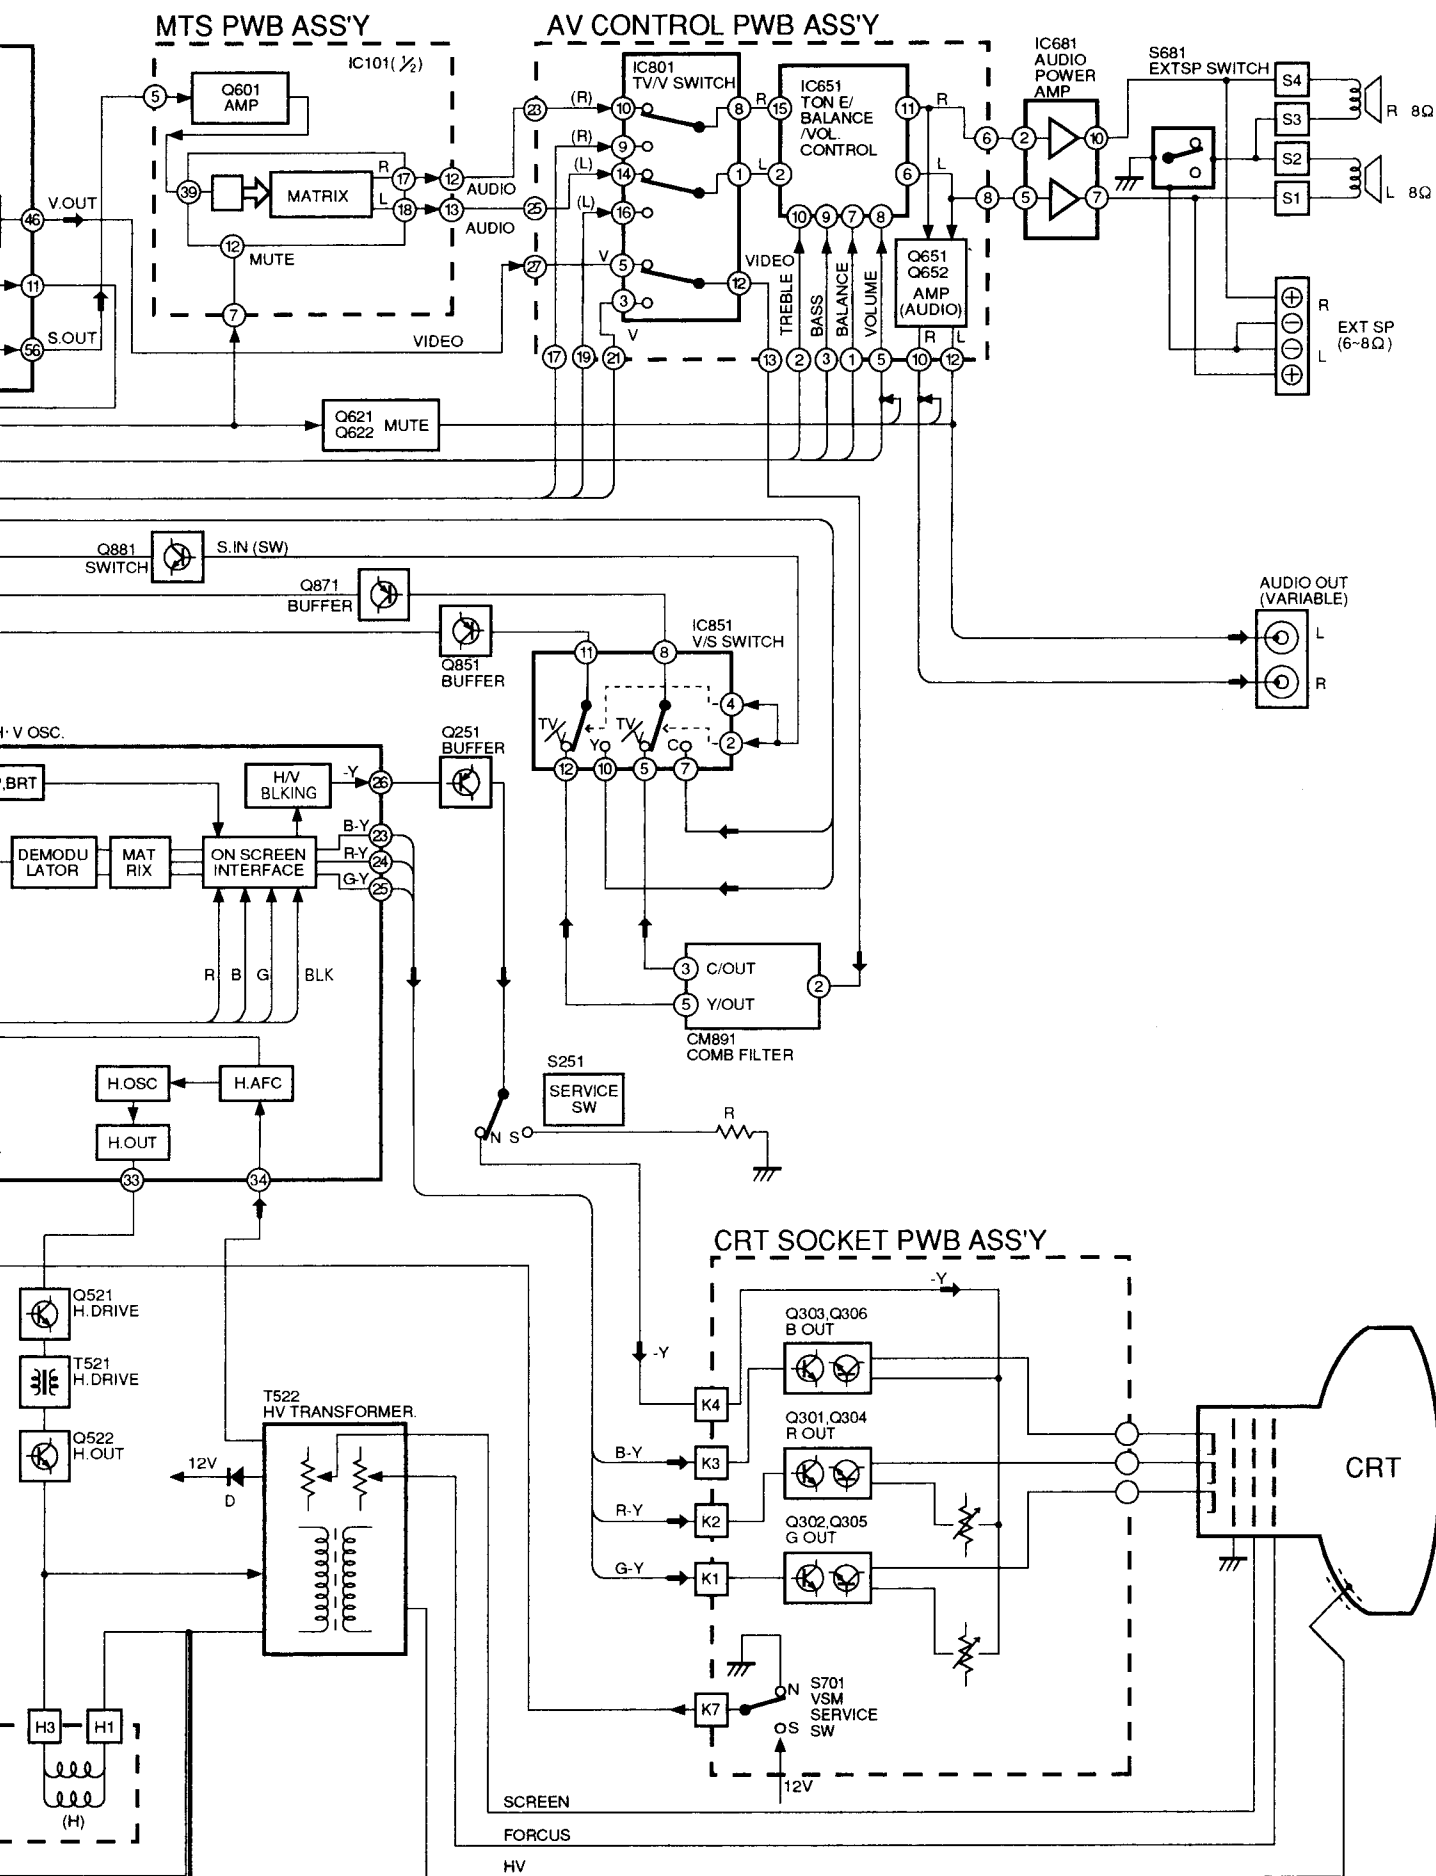 MTS PWB ASS'Y
AV CONTROL PWB ASS'Y
IC101(1/2)
5
Q601
AMP
39
MATRIX
R
17
L
18
12
MUTE
7
12
AUDIO
13
AUDIO
V.OUT
46
11
S.OUT
56
VIDEO
IC801
TV/V SWITCH
23
(R)
10
(R)
9
(L)
14
25
(L)
16
27
V
5
3
V
8
R
1
L
VIDEO
12
17
19
21
13
IC651
TON E/
BALANCE
/VOL.
CONTROL
15
2
11
R
6
L
10
9
7
8
TREBLE
BASS
BALANCE
VOLUME
2
3
1
5
Q651
Q652
AMP
(AUDIO)
R
L
10
12
6
8
IC681
AUDIO
POWER
AMP
2
10
5
7
S681
EXTSP SWITCH
S4
S3
S2
S1
R 8Ω
L 8Ω
R
L
EXT SP
(6~8Ω)
Q621
Q622
MUTE
Q881
SWITCH
S.IN (SW)
Q871
BUFFER
Q851
BUFFER
IC851
V/S SWITCH
11
8
4
2
TV/
V
Y
TV/
V
C
12
10
5
7
AUDIO OUT
(VARIABLE)
L
R
H·V OSC.
P,BRT
H/V
BLKING
-Y
26
Q251
BUFFER
DEMODU
LATOR
MAT
RIX
ON SCREEN
INTERFACE
B-Y
23
R-Y
24
G-Y
25
R
B
G
BLK
3
C/OUT
5
Y/OUT
2
CM891
COMB FILTER
H.OSC
H.AFC
H.OUT
33
34
S251
SERVICE
SW
N
S
R
CRT SOCKET PWB ASS'Y
Q521
H.DRIVE
T521
H.DRIVE
Q522
H.OUT
T522
HV TRANSFORMER.
12V
D
-Y
-Y
Q303,Q306
B OUT
K4
Q301,Q304
R OUT
B-Y
K3
R-Y
K2
Q302,Q305
G OUT
G-Y
K1
CRT
K7
N
S
S701
VSM
SERVICE
SW
12V
H3
H1
(H)
SCREEN
FORCUS
HV